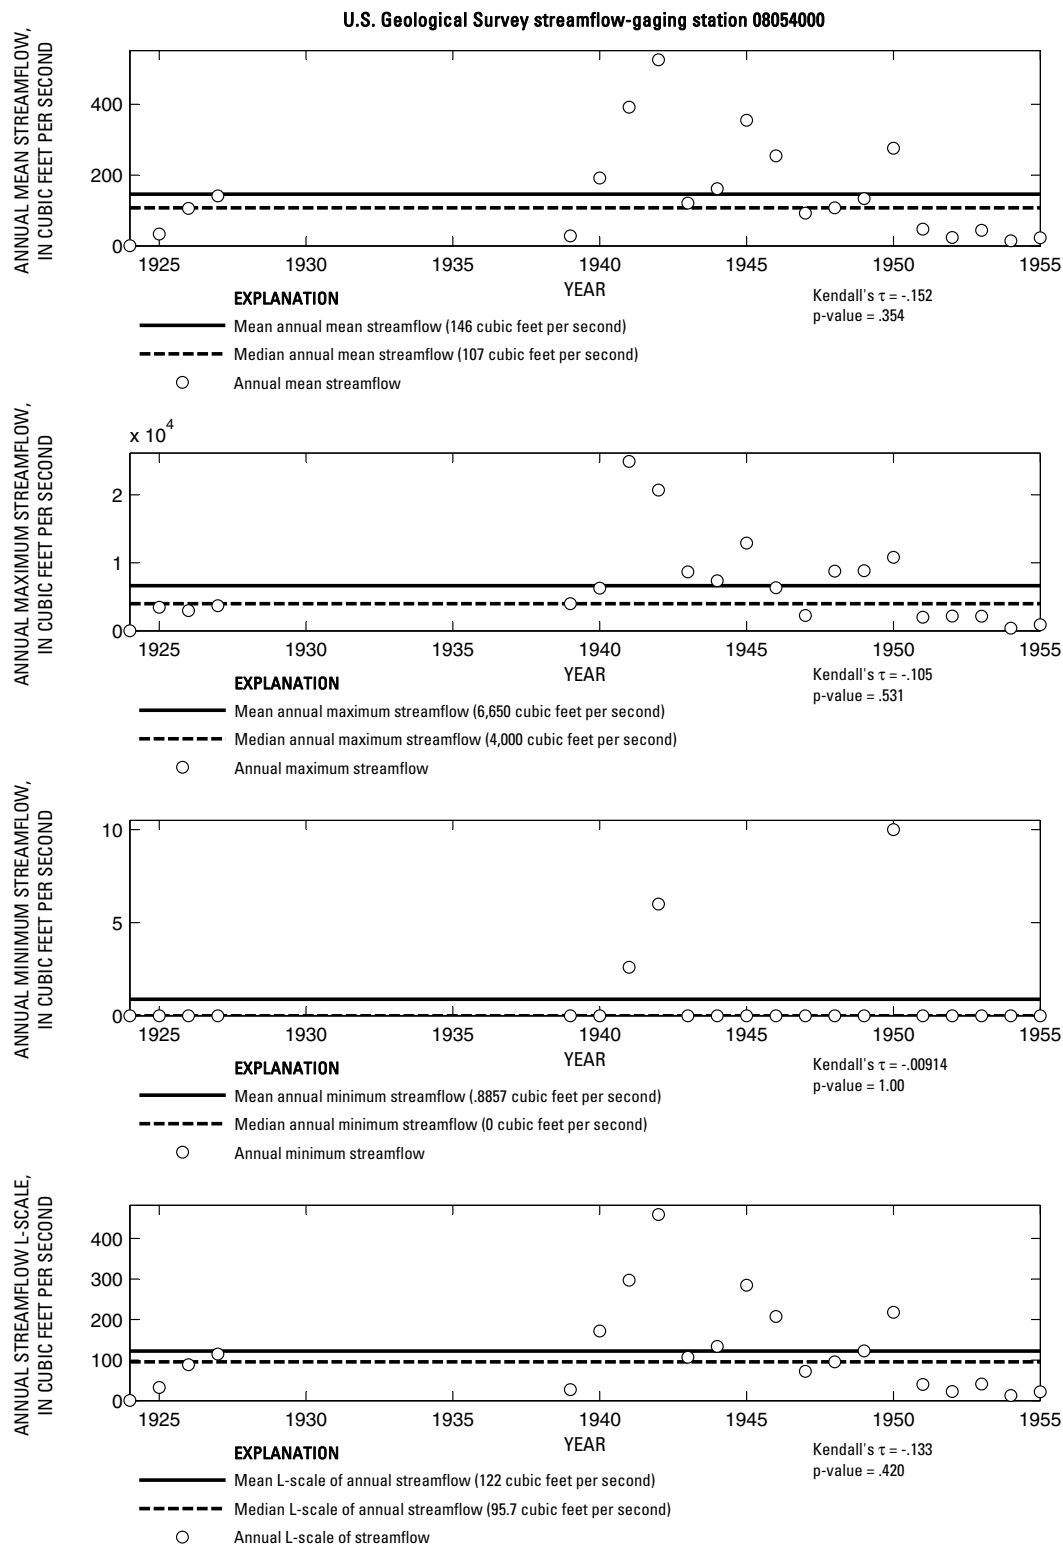 U.S. Geological Survey streamflow-gaging station 08054000
ANNUAL MEAN STREAMFLOW,
IN CUBIC FEET PER SECOND
400
200
0
1925 1930 1935 1940 1945 1950 1955
YEAR
Kendall's τ = -.152
p-value = .354
EXPLANATION
Mean annual mean streamflow (146 cubic feet per second)
Median annual mean streamflow (107 cubic feet per second)
Annual mean streamflow
ANNUAL MAXIMUM STREAMFLOW,
IN CUBIC FEET PER SECOND
x 10^4
2
1
0
1925 1930 1935 1940 1945 1950 1955
YEAR
Kendall's τ = -.105
p-value = .531
EXPLANATION
Mean annual maximum streamflow (6,650 cubic feet per second)
Median annual maximum streamflow (4,000 cubic feet per second)
Annual maximum streamflow
ANNUAL MINIMUM STREAMFLOW,
IN CUBIC FEET PER SECOND
10
5
0
1925 1930 1935 1940 1945 1950 1955
YEAR
Kendall's τ = -.00914
p-value = 1.00
EXPLANATION
Mean annual minimum streamflow (.8857 cubic feet per second)
Median annual minimum streamflow (0 cubic feet per second)
Annual minimum streamflow
ANNUAL STREAMFLOW L-SCALE,
IN CUBIC FEET PER SECOND
400
300
200
100
0
1925 1930 1935 1940 1945 1950 1955
YEAR
Kendall's τ = -.133
p-value = .420
EXPLANATION
Mean L-scale of annual streamflow (122 cubic feet per second)
Median L-scale of annual streamflow (95.7 cubic feet per second)
Annual L-scale of streamflow